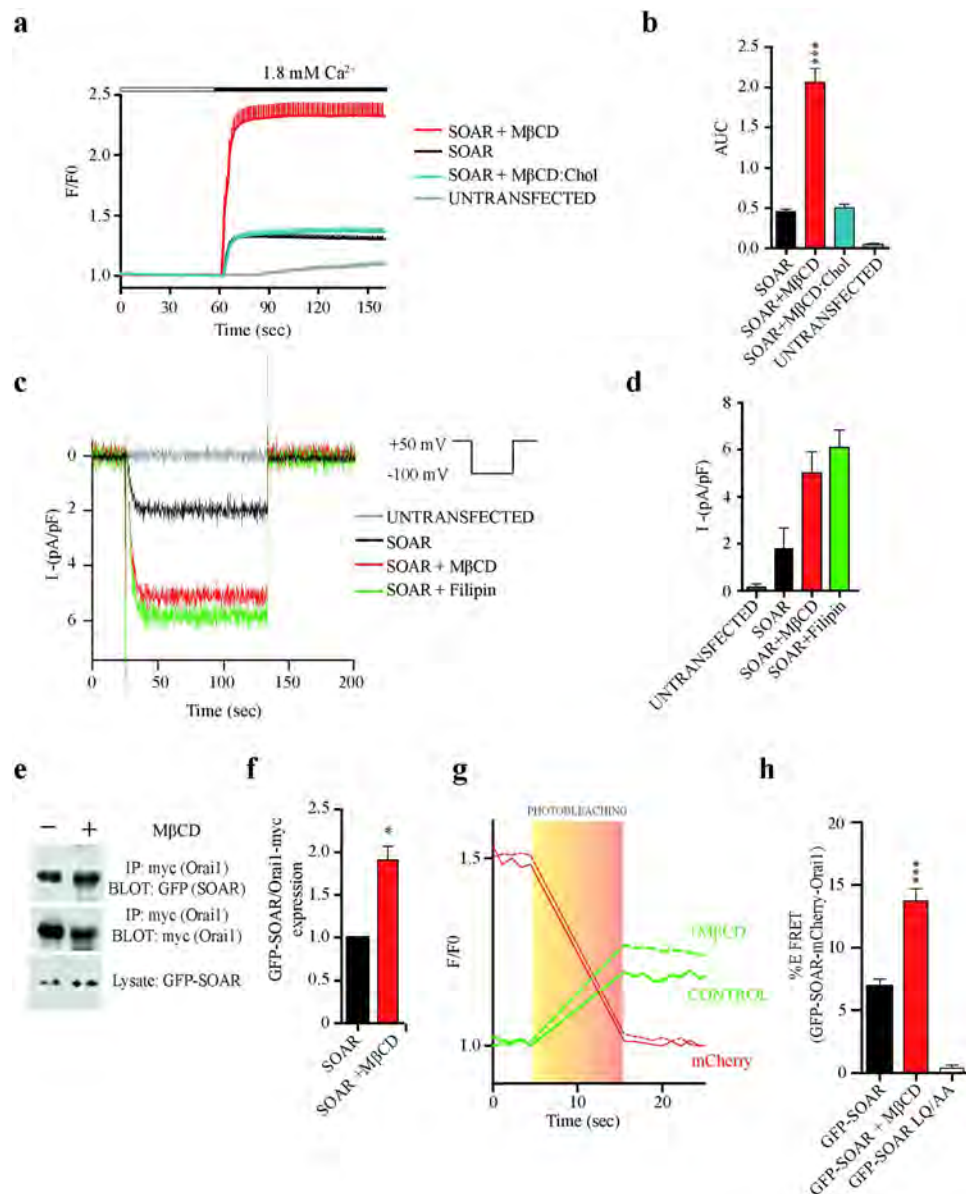 a
1.8 mM Ca²⁺
2.5
2.0
1.5
1.0
F/F0
0 30 60 90 120 150
Time (sec)
SOAR + MβCD
SOAR
SOAR + MβCD:Chol
UNTRANSFECTED
b
***
2.5
2.0
1.5
1.0
0.5
0.0
AUC
SOAR
SOAR+MβCD
SOAR+MβCD:Chol
UNTRANSFECTED
c
0
2
4
6
I -(pA/pF)
0 50 100 150 200
Time (sec)
+50 mV
-100 mV
UNTRANSFECTED
SOAR
SOAR + MβCD
SOAR + Filipin
d
8
6
4
2
0
I -(pA/pF)
UNTRANSFECTED
SOAR
SOAR+MβCD
SOAR+Filipin
e
− +
MβCD
IP: myc (Orai1)
BLOT: GFP (SOAR)
IP: myc (Orai1)
BLOT: myc (Orai1)
Lysate: GFP-SOAR
f
*
2.5
2.0
1.5
1.0
0.5
0
GFP-SOAR/Orai1-myc
expression
SOAR
SOAR +MβCD
g
PHOTOBLEACHING
1.5
1.0
F/F0
+MβCD
CONTROL
mCherry
0 10 20
Time (sec)
h
***
20
15
10
5
0
%E FRET
(GFP-SOAR-mCherry-Orai1)
GFP-SOAR
GFP-SOAR + MβCD
GFP-SOAR LQ/AA